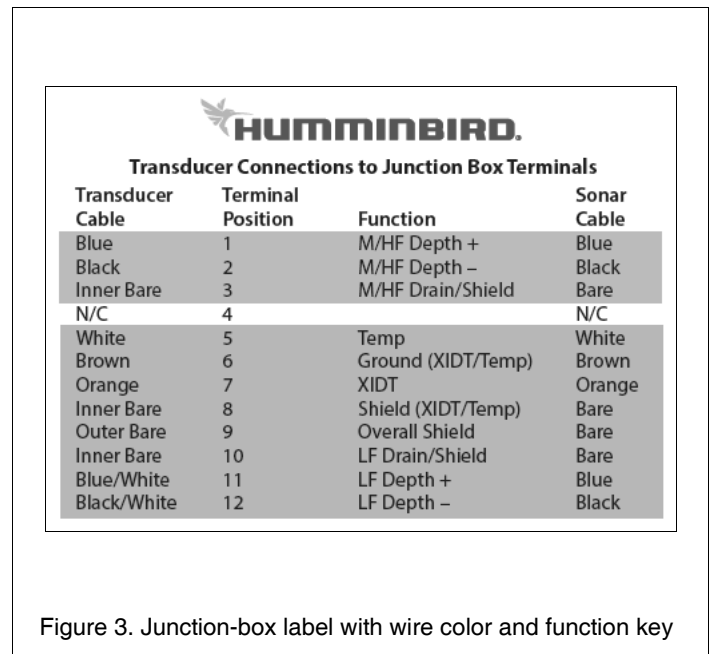 HUMMINBIRD.
Transducer Connections to Junction Box Terminals
Transducer Terminal Sonar
Cable Position Function Cable
Blue 1 M/HF Depth + Blue
Black 2 M/HF Depth – Black
Inner Bare 3 M/HF Drain/Shield Bare
N/C 4 N/C
White 5 Temp White
Brown 6 Ground (XIDT/Temp) Brown
Orange 7 XIDT Orange
Inner Bare 8 Shield (XIDT/Temp) Bare
Outer Bare 9 Overall Shield Bare
Inner Bare 10 LF Drain/Shield Bare
Blue/White 11 LF Depth + Blue
Black/White 12 LF Depth – Black
Figure 3. Junction-box label with wire color and function key